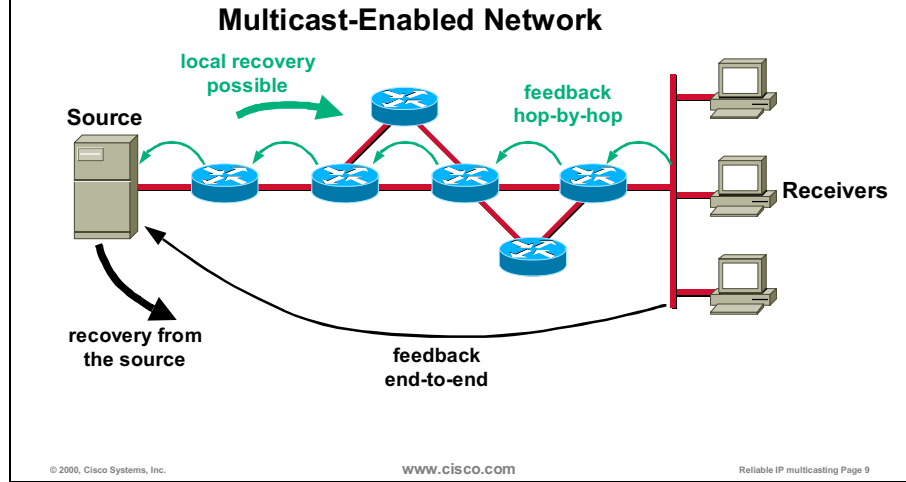 Multicast-Enabled Network
local recovery
possible
feedback
hop-by-hop
Source
Receivers
recovery from
the source
feedback
end-to-end
© 2000, Cisco Systems, Inc.
www.cisco.com
Reliable IP multicasting Page 9